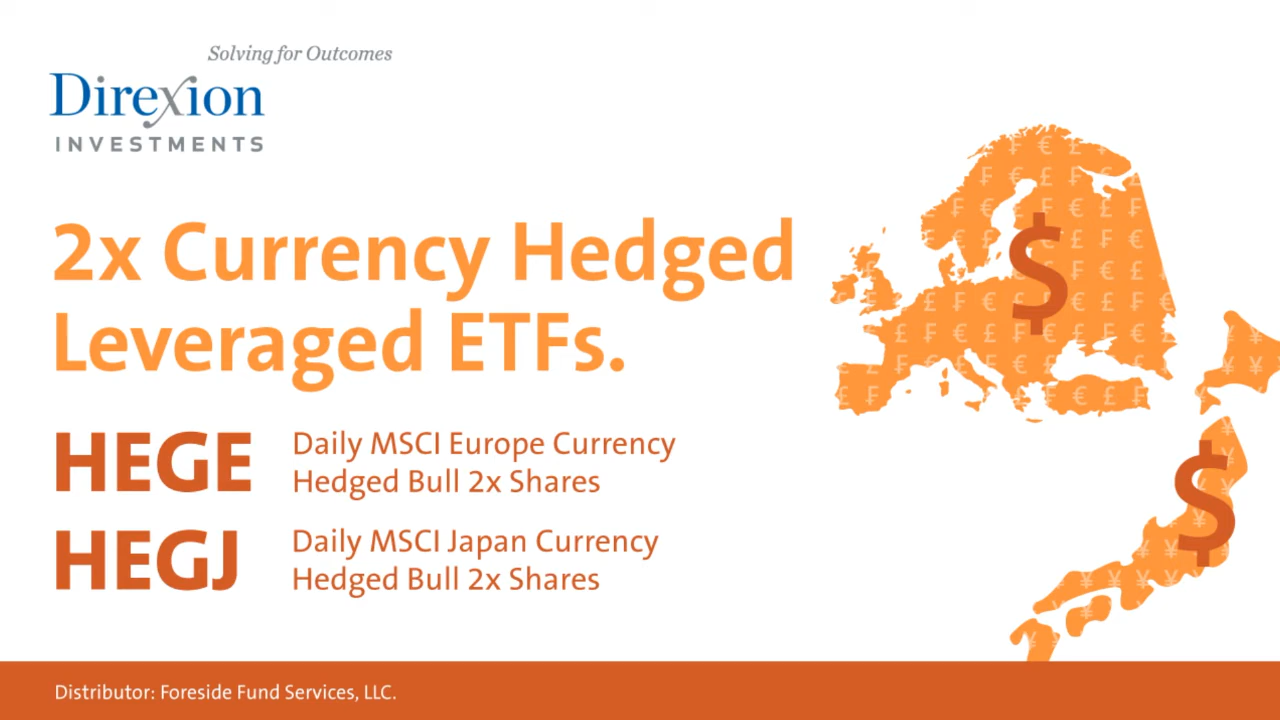 Solving for Outcomes
Direxion
INVESTMENTS
2x Currency Hedged
Leveraged ETFs.
HEGE
Daily MSCI Europe Currency
Hedged Bull 2x Shares
HEGJ
Daily MSCI Japan Currency
Hedged Bull 2x Shares
$
$
Distributor: Foreside Fund Services, LLC.